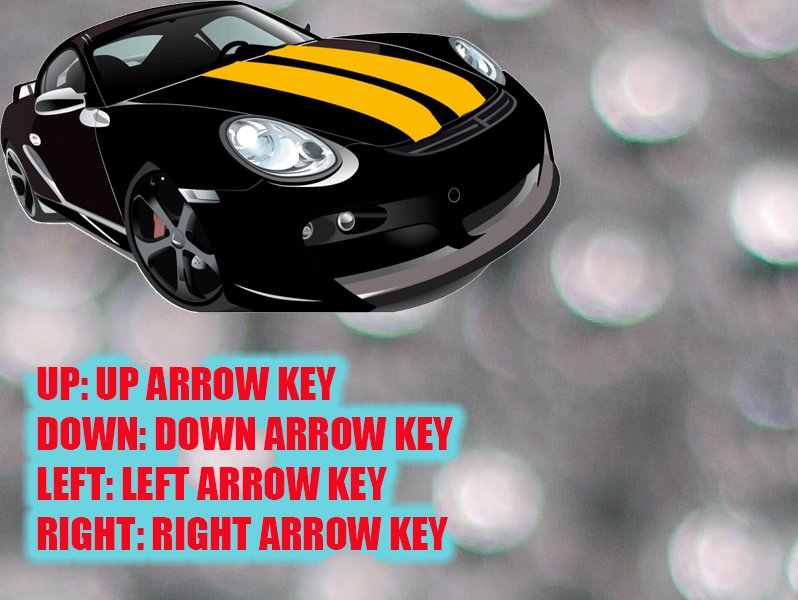 UP: UP ARROW KEY
DOWN: DOWN ARROW KEY
LEFT: LEFT ARROW KEY
RIGHT: RIGHT ARROW KEY